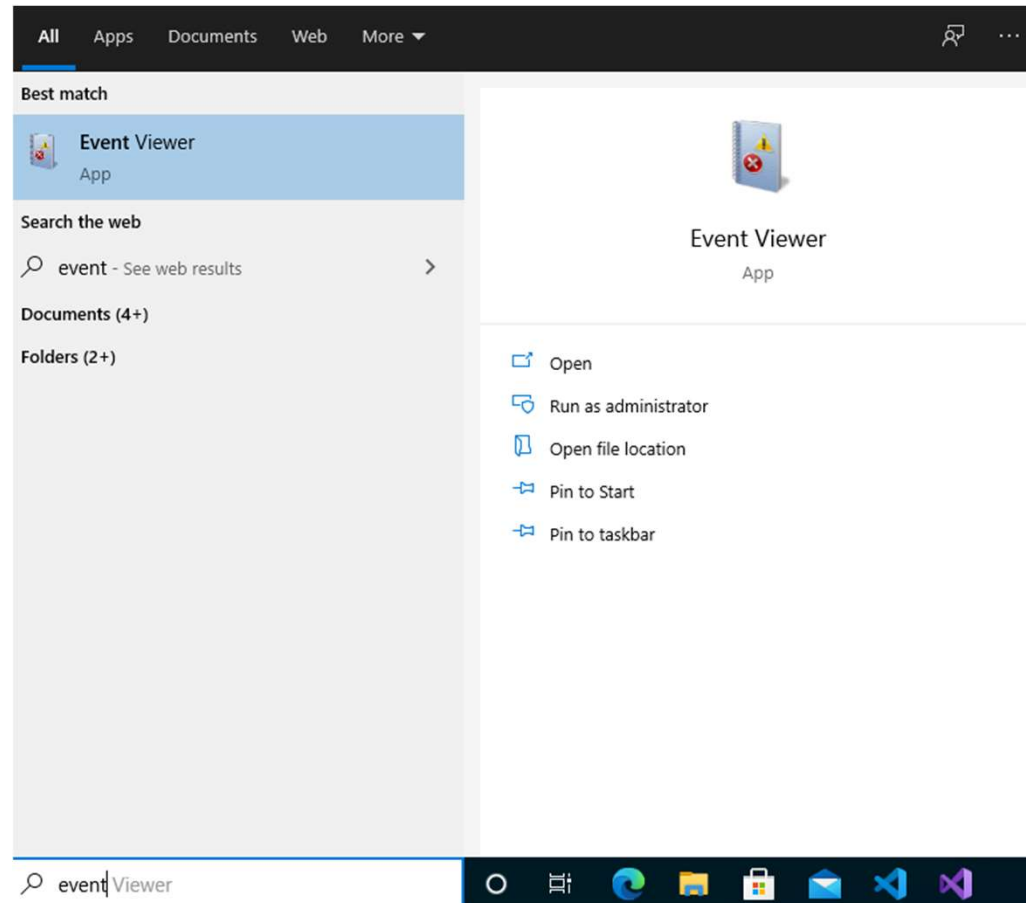 All Apps Documents Web More
Best match
Event Viewer
App
Search the web
event - See web results
Documents (4+)
Folders (2+)
Event Viewer
App
Open
Run as administrator
Open file location
Pin to Start
Pin to taskbar
event Viewer